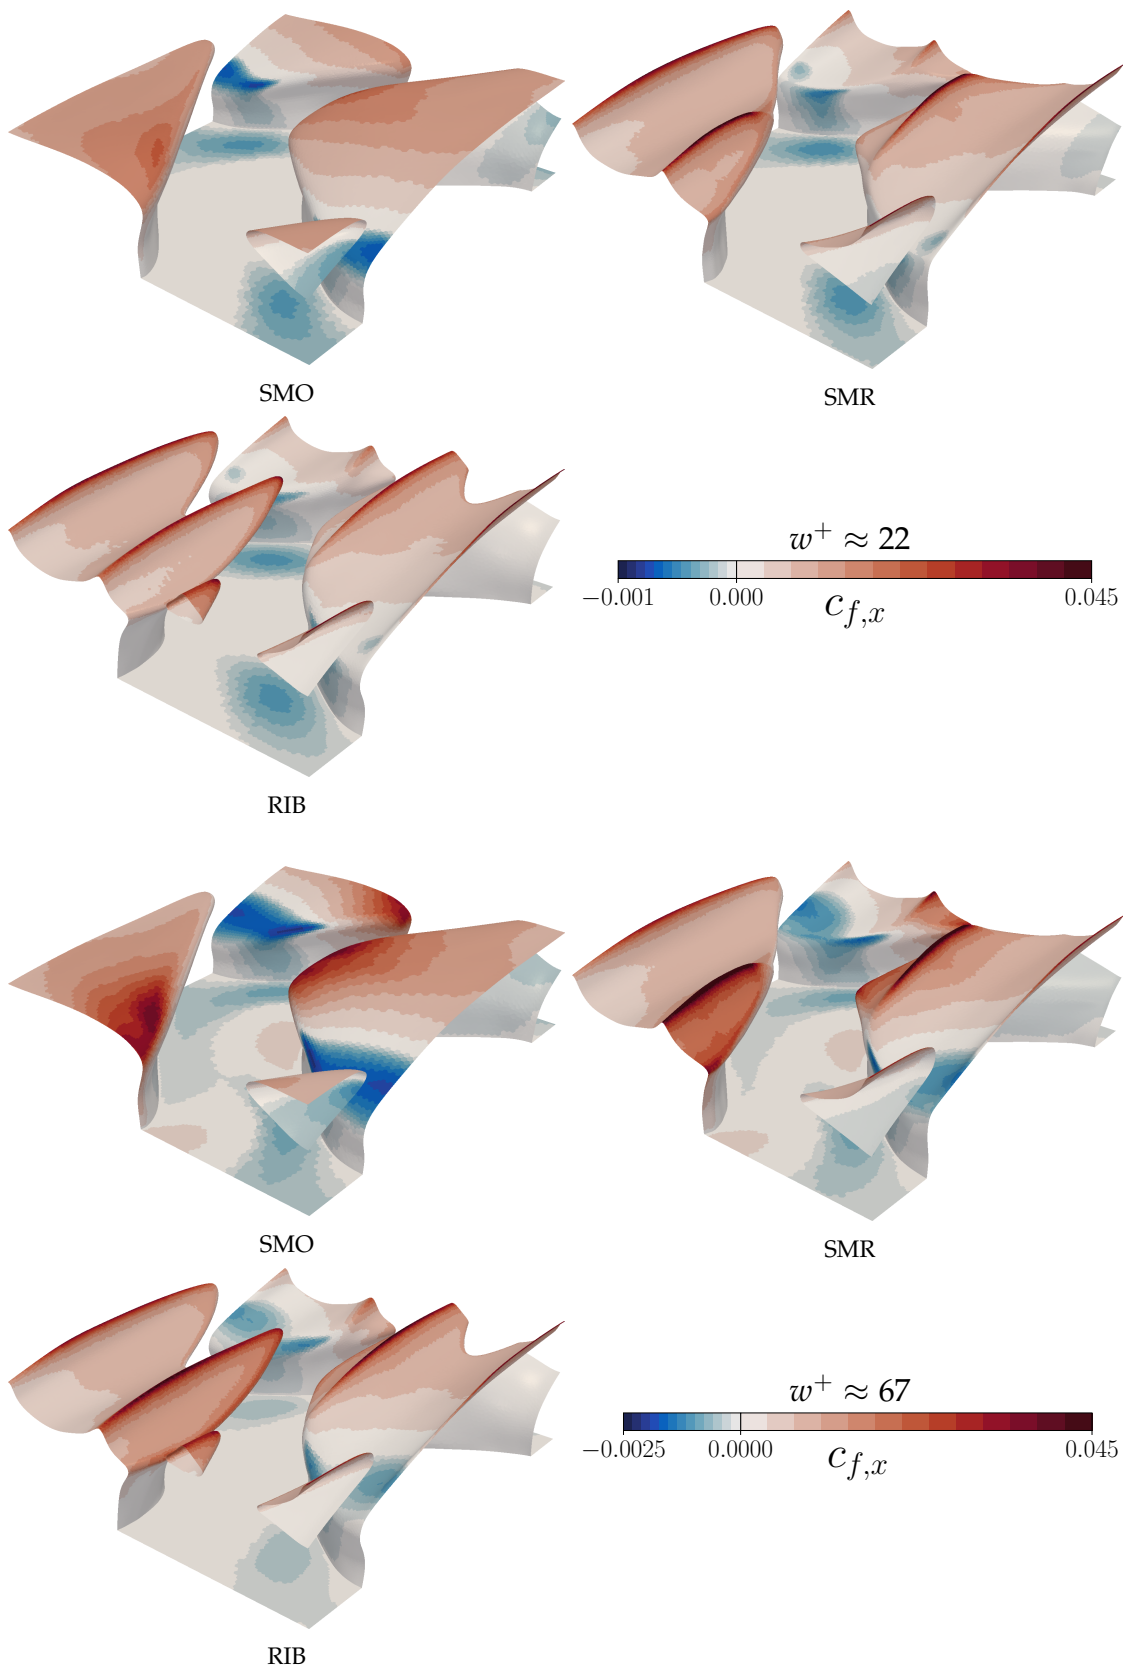 SMO
SMR
w⁺ ≈ 22
−0.001 0.000 0.045
c_{f,x}
RIB
SMO
SMR
w⁺ ≈ 67
−0.0025 0.0000 0.045
c_{f,x}
RIB